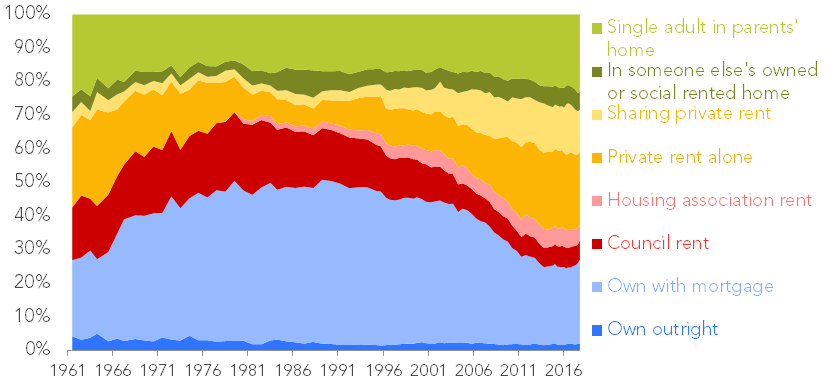 100%
90%
80%
70%
60%
50%
40%
30%
20%
10%
0%
1961 1966 1971 1976 1981 1986 1991 1996 2001 2006 2011 2016
Single adult in parents'
home
In someone else's owned
or social rented home
Sharing private rent
Private rent alone
Housing association rent
Council rent
Own with mortgage
Own outright